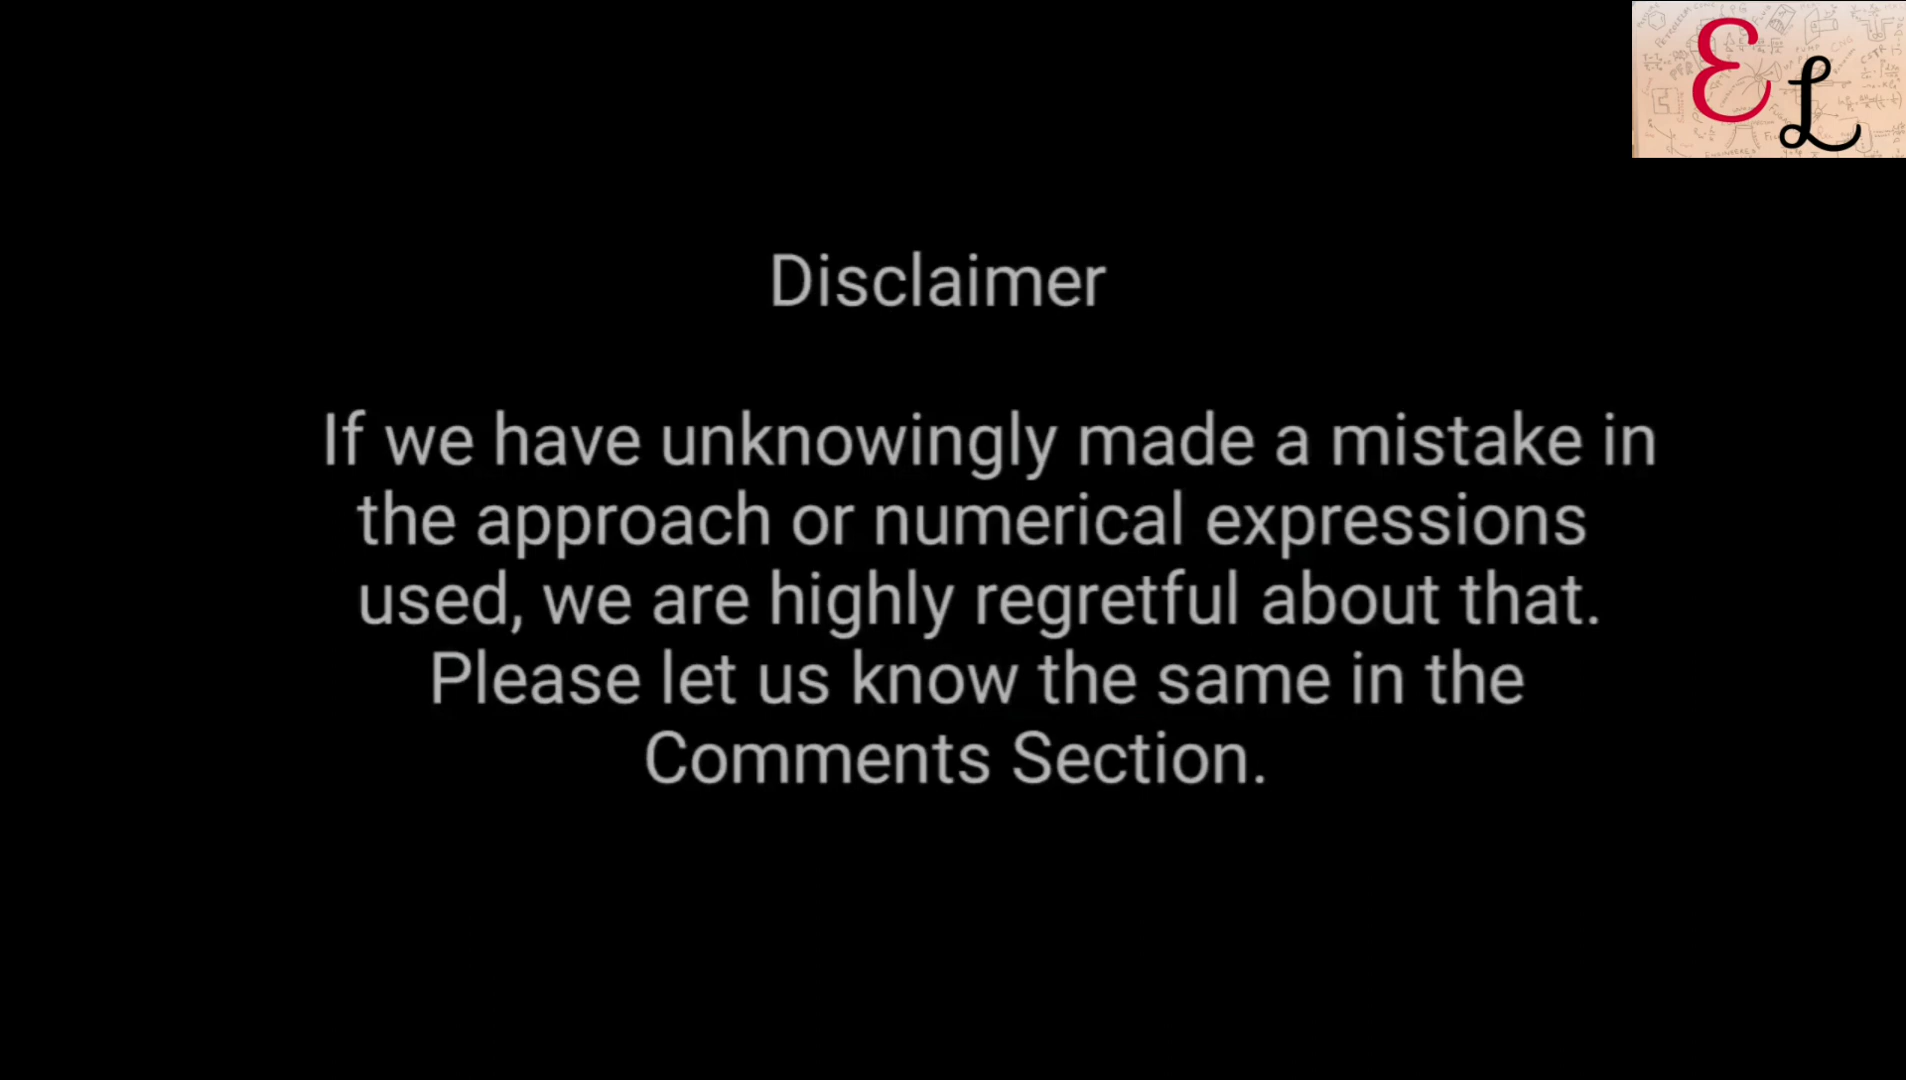 EL
Disclaimer
If we have unknowingly made a mistake in
the approach or numerical expressions
used, we are highly regretful about that.
Please let us know the same in the
Comments Section.